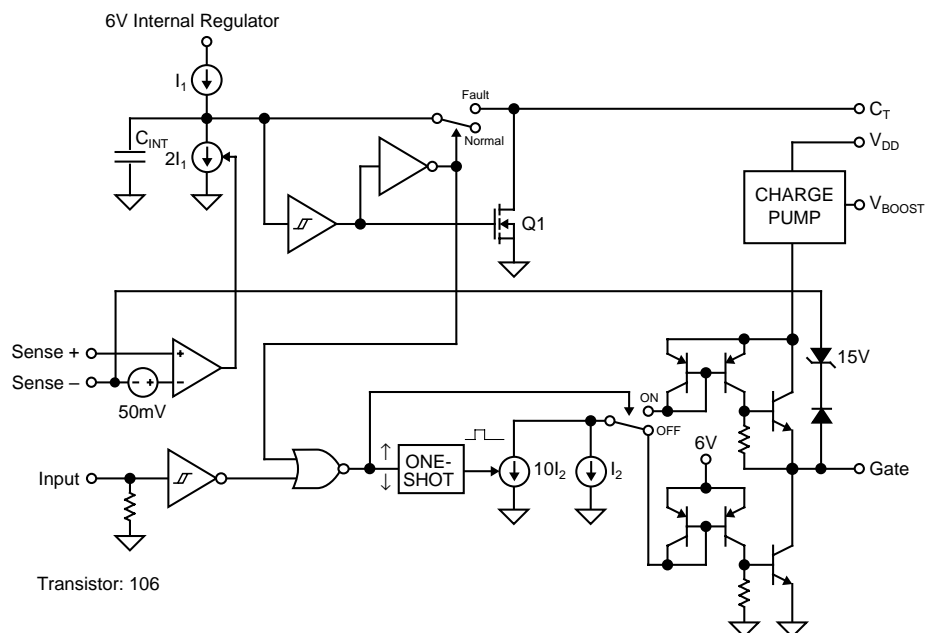 6V Internal Regulator
I1
Fault
Normal
CT
CINT
2I1
VDD
CHARGE
PUMP
VBOOST
Q1
Sense +
Sense –
50mV
15V
ON
OFF
6V
Input
↑
↓
ONE-
SHOT
10I2
I2
Gate
Transistor: 106